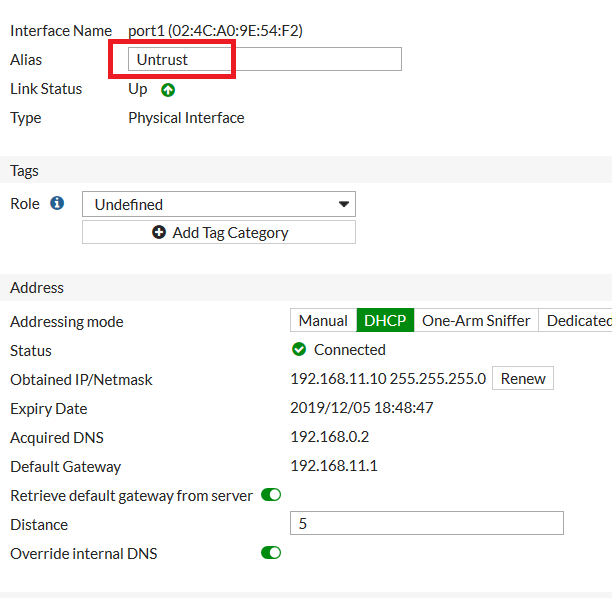 Interface Name port1 (02:4C:A0:9E:54:F2)
Alias Untrust
Link Status Up
Type Physical Interface
Tags
Role Undefined
Add Tag Category
Address
Addressing mode Manual DHCP One-Arm Sniffer Dedicated
Status Connected
Obtained IP/Netmask 192.168.11.10 255.255.255.0 Renew
Expiry Date 2019/12/05 18:48:47
Acquired DNS 192.168.0.2
Default Gateway 192.168.11.1
Retrieve default gateway from server
Distance 5
Override internal DNS